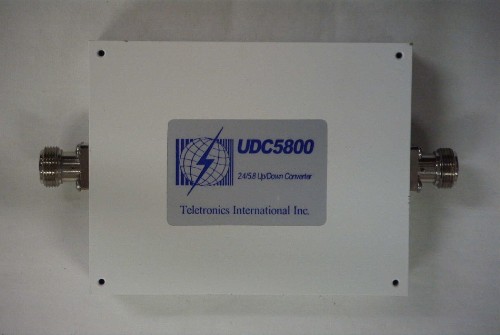 UDC5800
2.4/5.8 Up/Down Converter
Teletronics International Inc.